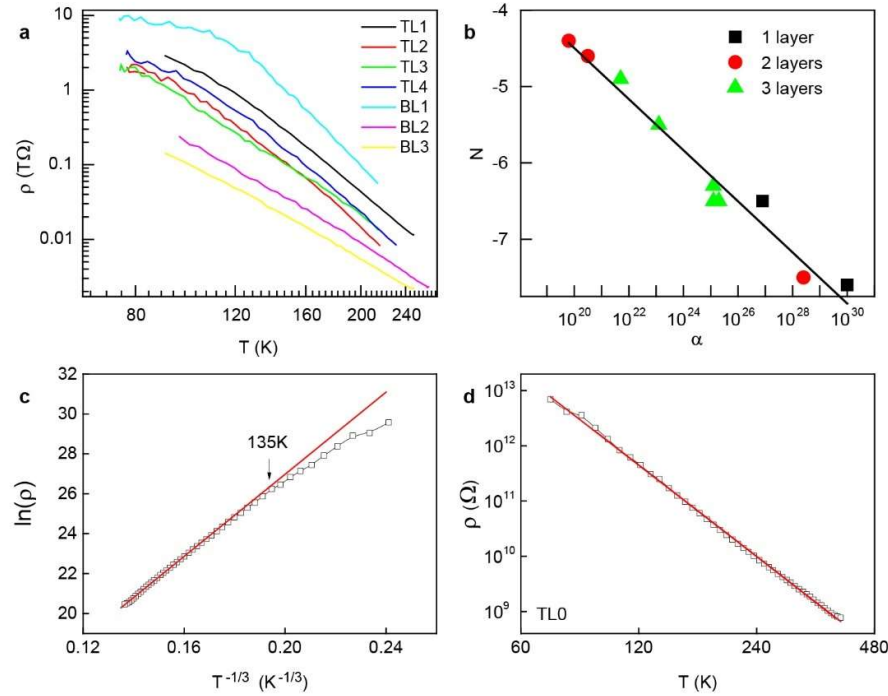 a
TL1
TL2
TL3
TL4
BL1
BL2
BL3
10
1
0.1
0.01
ρ (TΩ)
80
120
160
200
240
T (K)
b
1 layer
2 layers
3 layers
-4
-5
-6
-7
N
10^20
10^22
10^24
10^26
10^28
10^30
α
c
135K
32
30
28
26
24
22
20
ln(ρ)
0.12
0.16
0.20
0.24
T^-1/3 (K^-1/3)
d
10^13
10^12
10^11
10^10
10^9
ρ (Ω)
TL0
60
120
240
480
T (K)